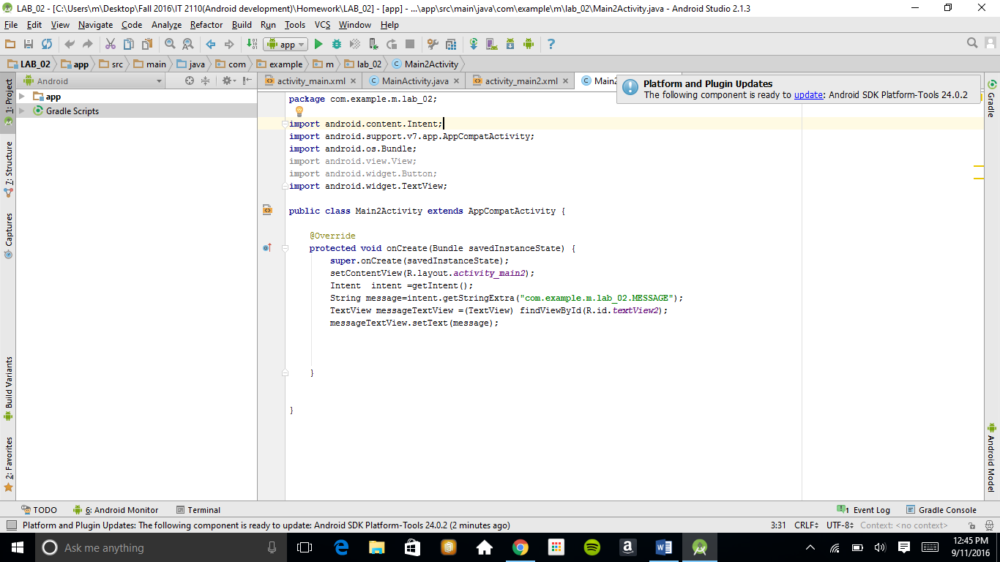 LAB_02 - [C:\Users\m\Desktop\Fall 2016\IT 2110(Android development)\Homework\LAB_02] - [app] - ...\app\src\main\java\com\example\m\lab_02\Main2Activity.java - Android Studio 2.1.3
File Edit View Navigate Code Analyze Refactor Build Run Tools VCS Window Help
app
LAB_02 app src main java com example m lab_02 Main2Activity
Android
activity_main.xml MainActivity.java activity_main2.xml
Platform and Plugin Updates
The following component is ready to update: Android SDK Platform-Tools 24.0.2
app
Gradle Scripts
1: Project
7: Structure
Captures
Build Variants
2: Favorites
package com.example.m.lab_02;
import android.content.Intent;
import android.support.v7.app.AppCompatActivity;
import android.os.Bundle;
import android.view.View;
import android.widget.Button;
import android.widget.TextView;
public class Main2Activity extends AppCompatActivity {
@Override
protected void onCreate(Bundle savedInstanceState) {
super.onCreate(savedInstanceState);
setContentView(R.layout.activity_main2);
Intent  intent =getIntent();
String message=intent.getStringExtra("com.example.m.lab_02.MESSAGE");
TextView messageTextView =(TextView) findViewById(R.id.textView2);
messageTextView.setText(message);
}
}
Gradle
Android Model
TODO 6: Android Monitor Terminal 1 Event Log Gradle Console
Platform and Plugin Updates: The following component is ready to update: Android SDK Platform-Tools 24.0.2 (2 minutes ago) 3:31 CRLF UTF-8 Context: <no context>
Ask me anything
12:45 PM
9/11/2016